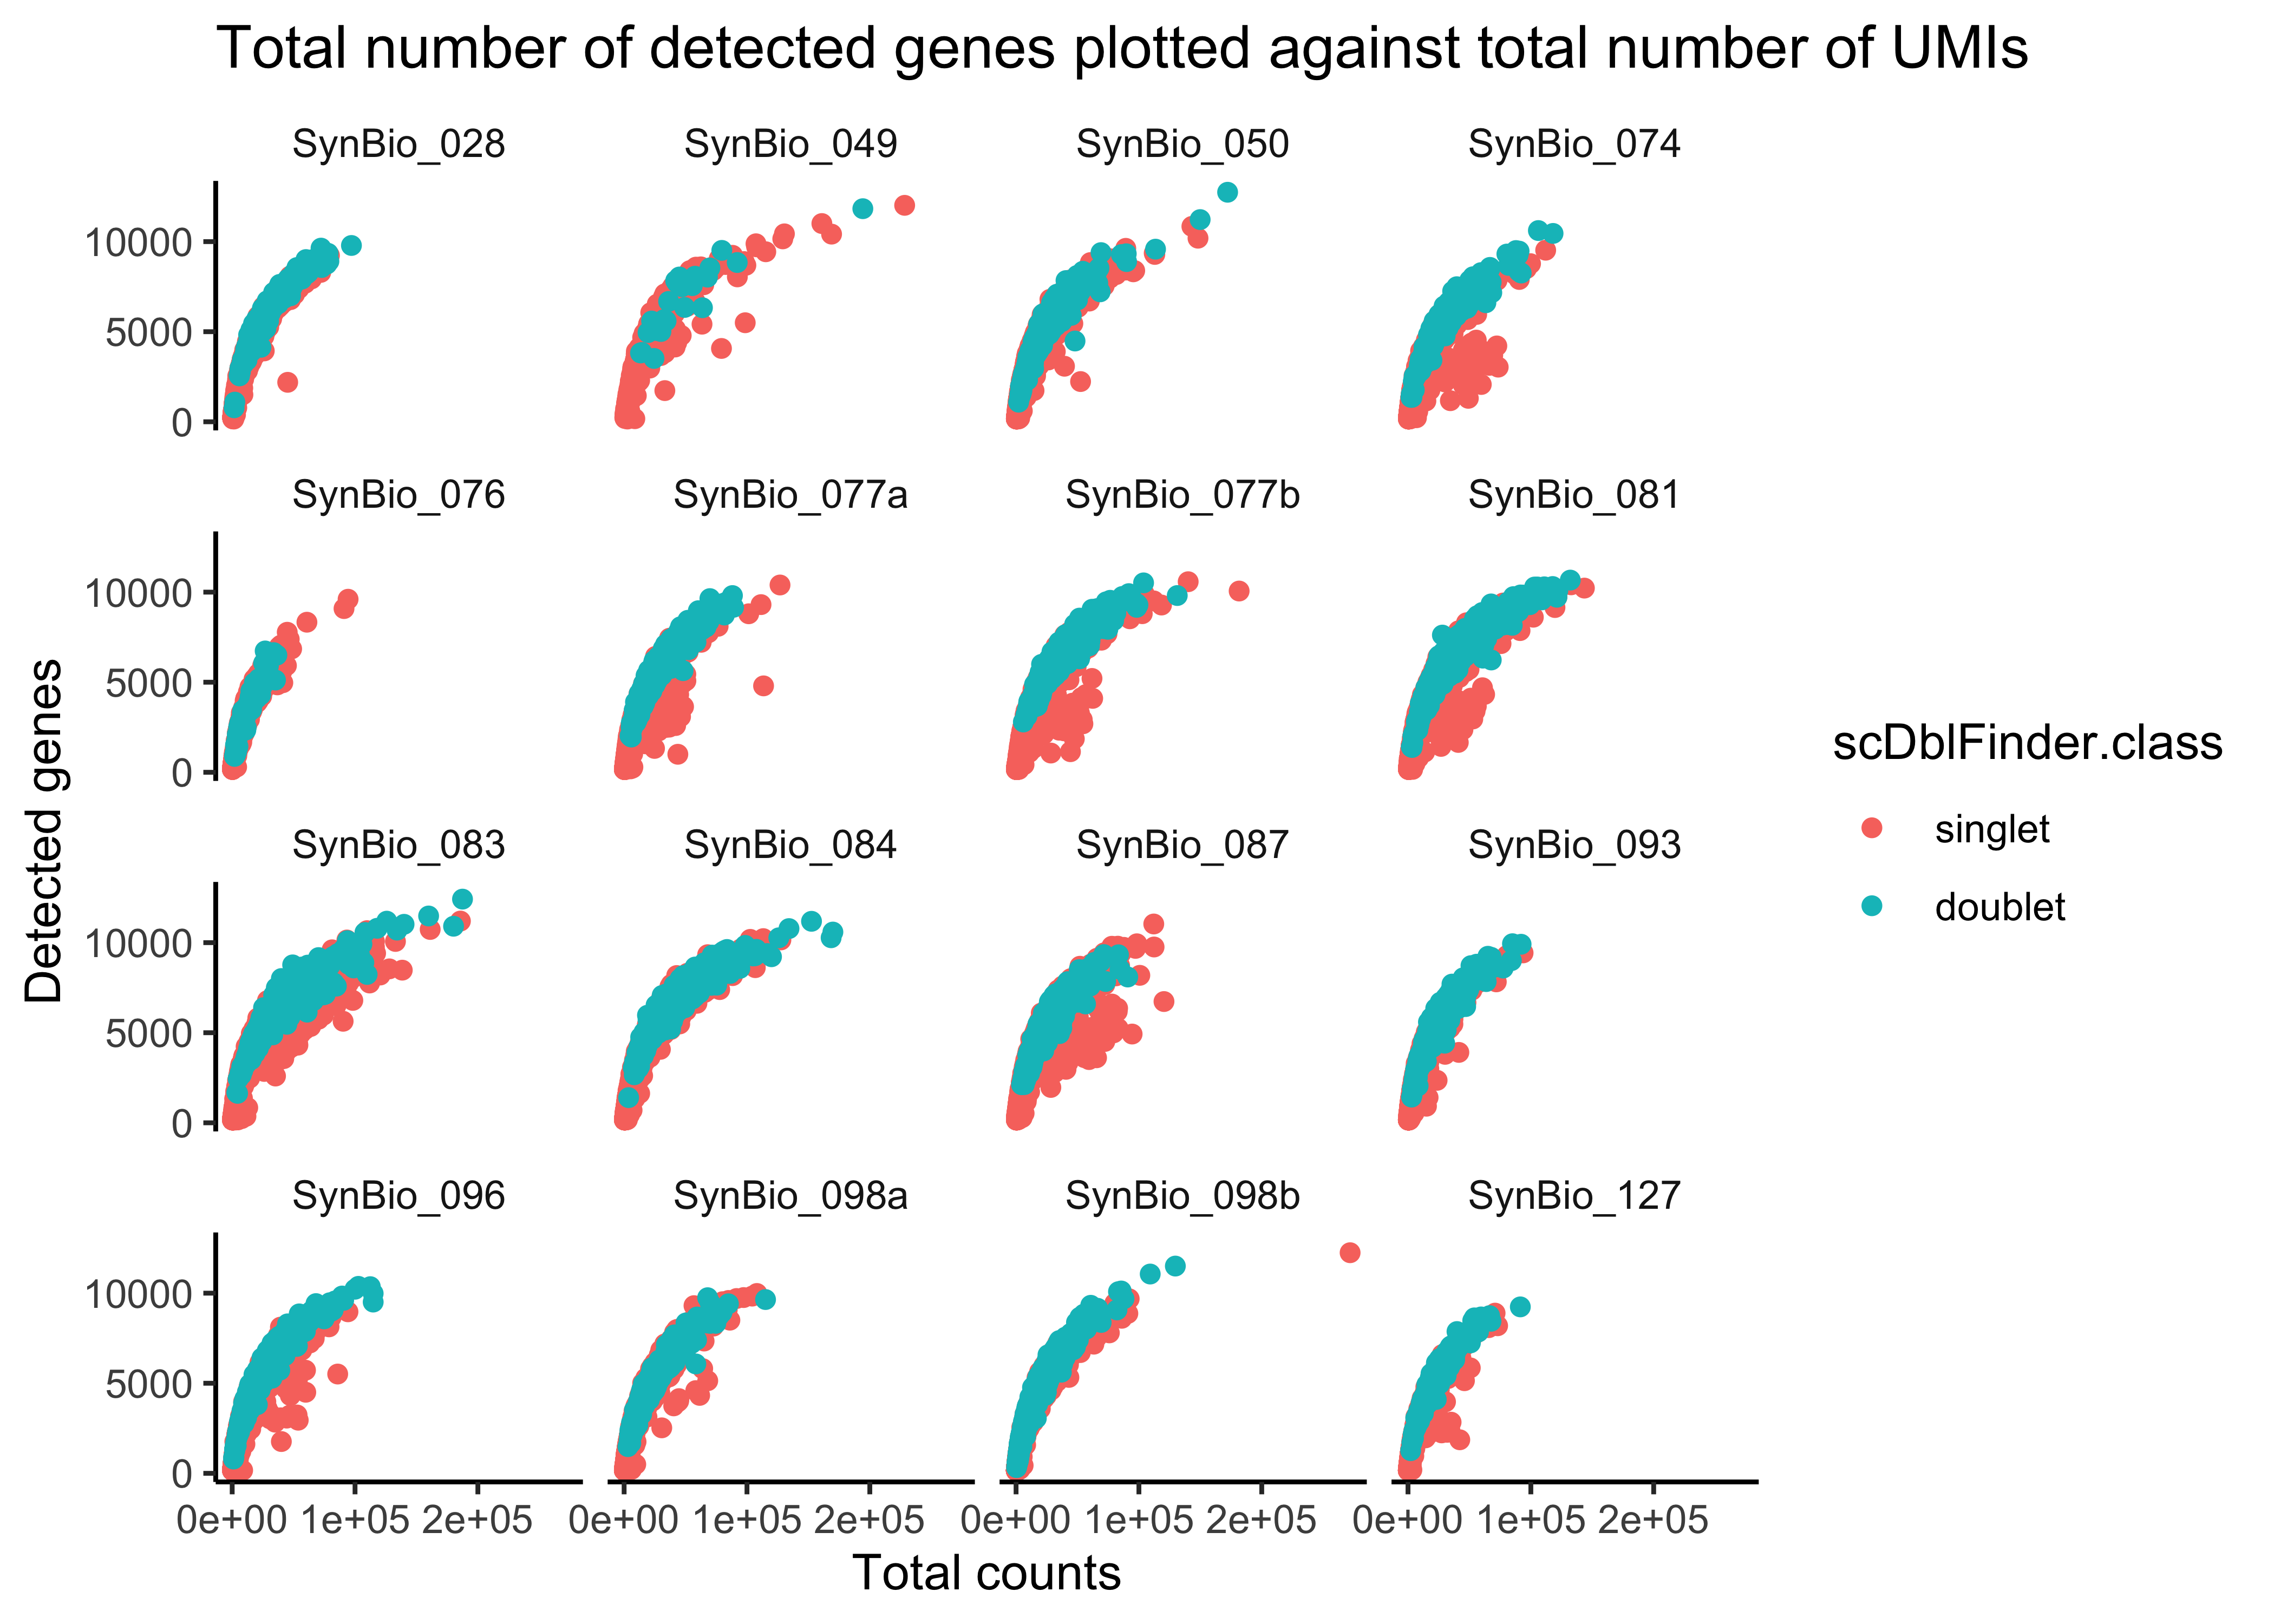 Total number of detected genes plotted against total number of UMIs
SynBio_028 SynBio_049 SynBio_050 SynBio_074
10000
5000
0
SynBio_076 SynBio_077a SynBio_077b SynBio_081
10000
5000
0
SynBio_083 SynBio_084 SynBio_087 SynBio_093
10000
5000
0
SynBio_096 SynBio_098a SynBio_098b SynBio_127
10000
5000
0
0e+00 1e+05 2e+05 0e+00 1e+05 2e+05 0e+00 1e+05 2e+05 0e+00 1e+05 2e+05
Total counts
Detected genes
scDblFinder.class
singlet
doublet